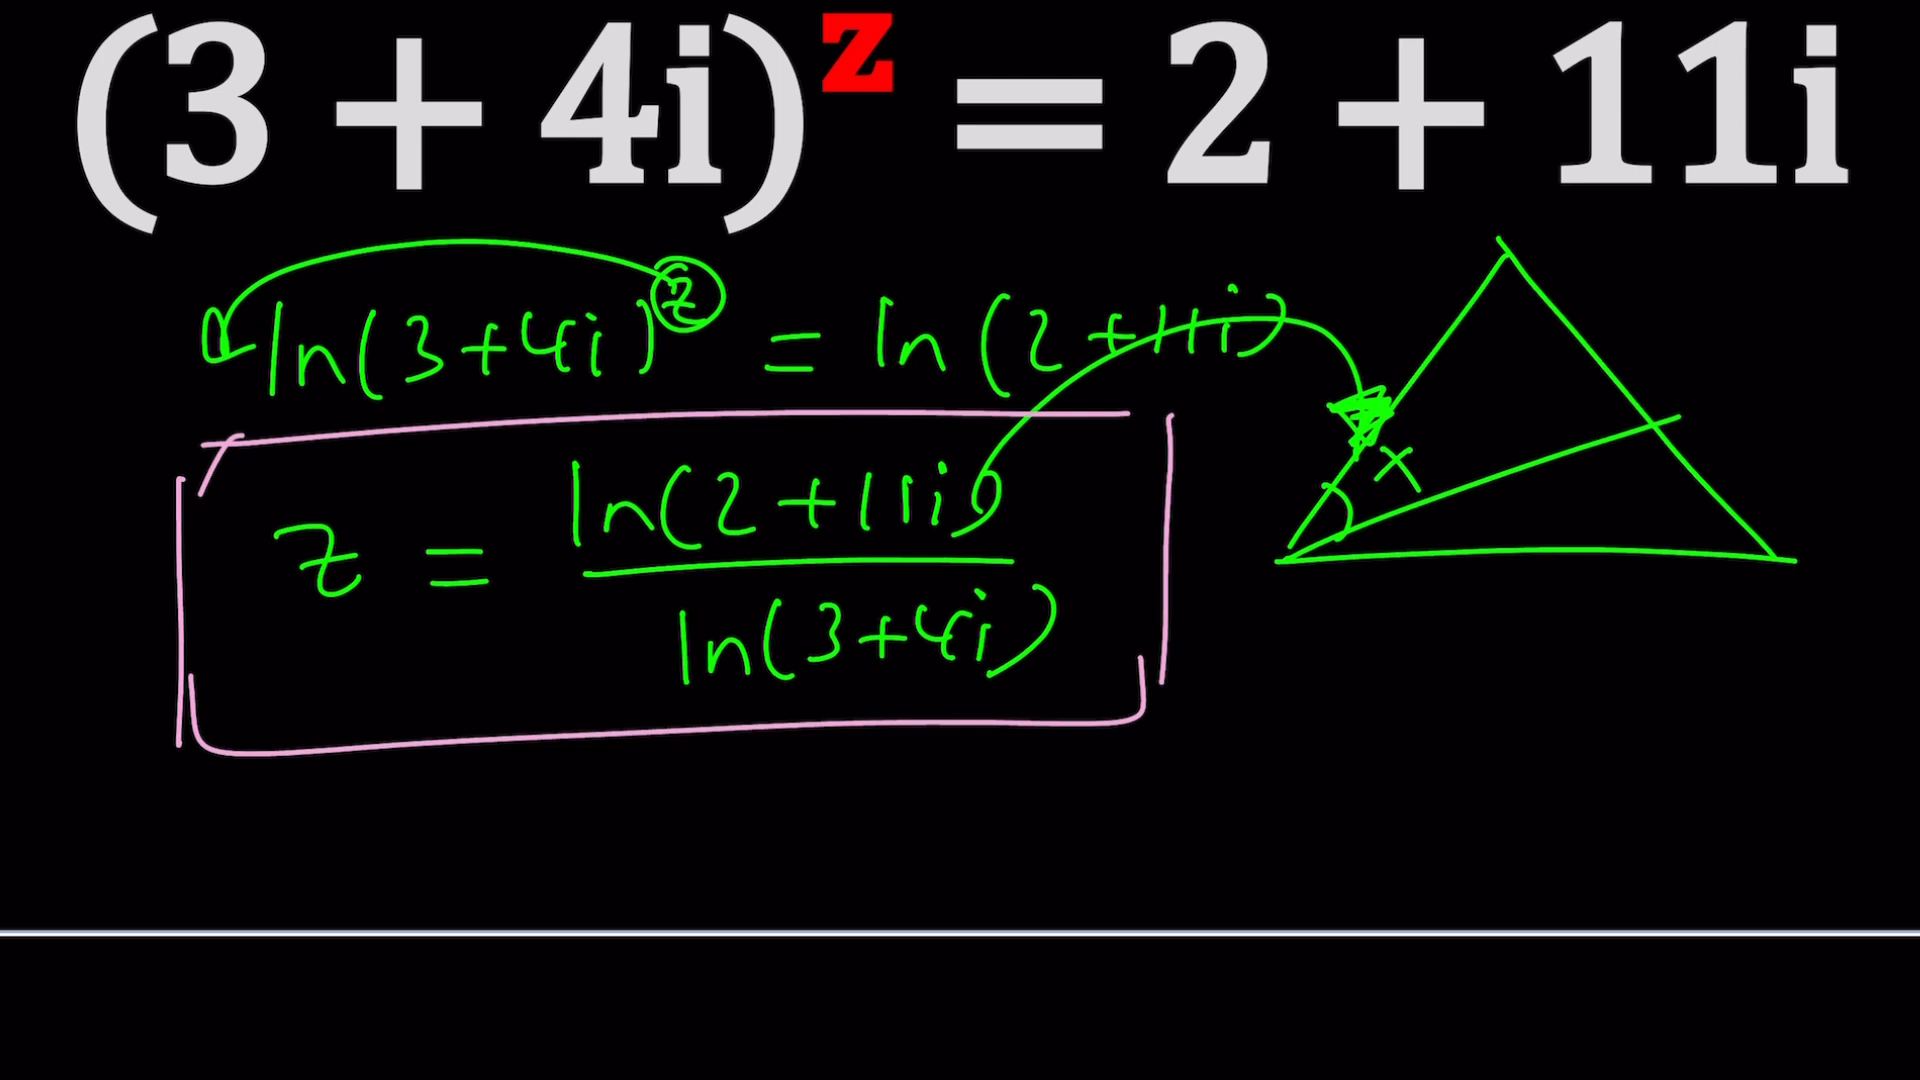 (3 + 4i)^z = 2 + 11i
ln(3+4i)^z = ln(2+11i)
z = ln(2+11i) / ln(3+4i)
x